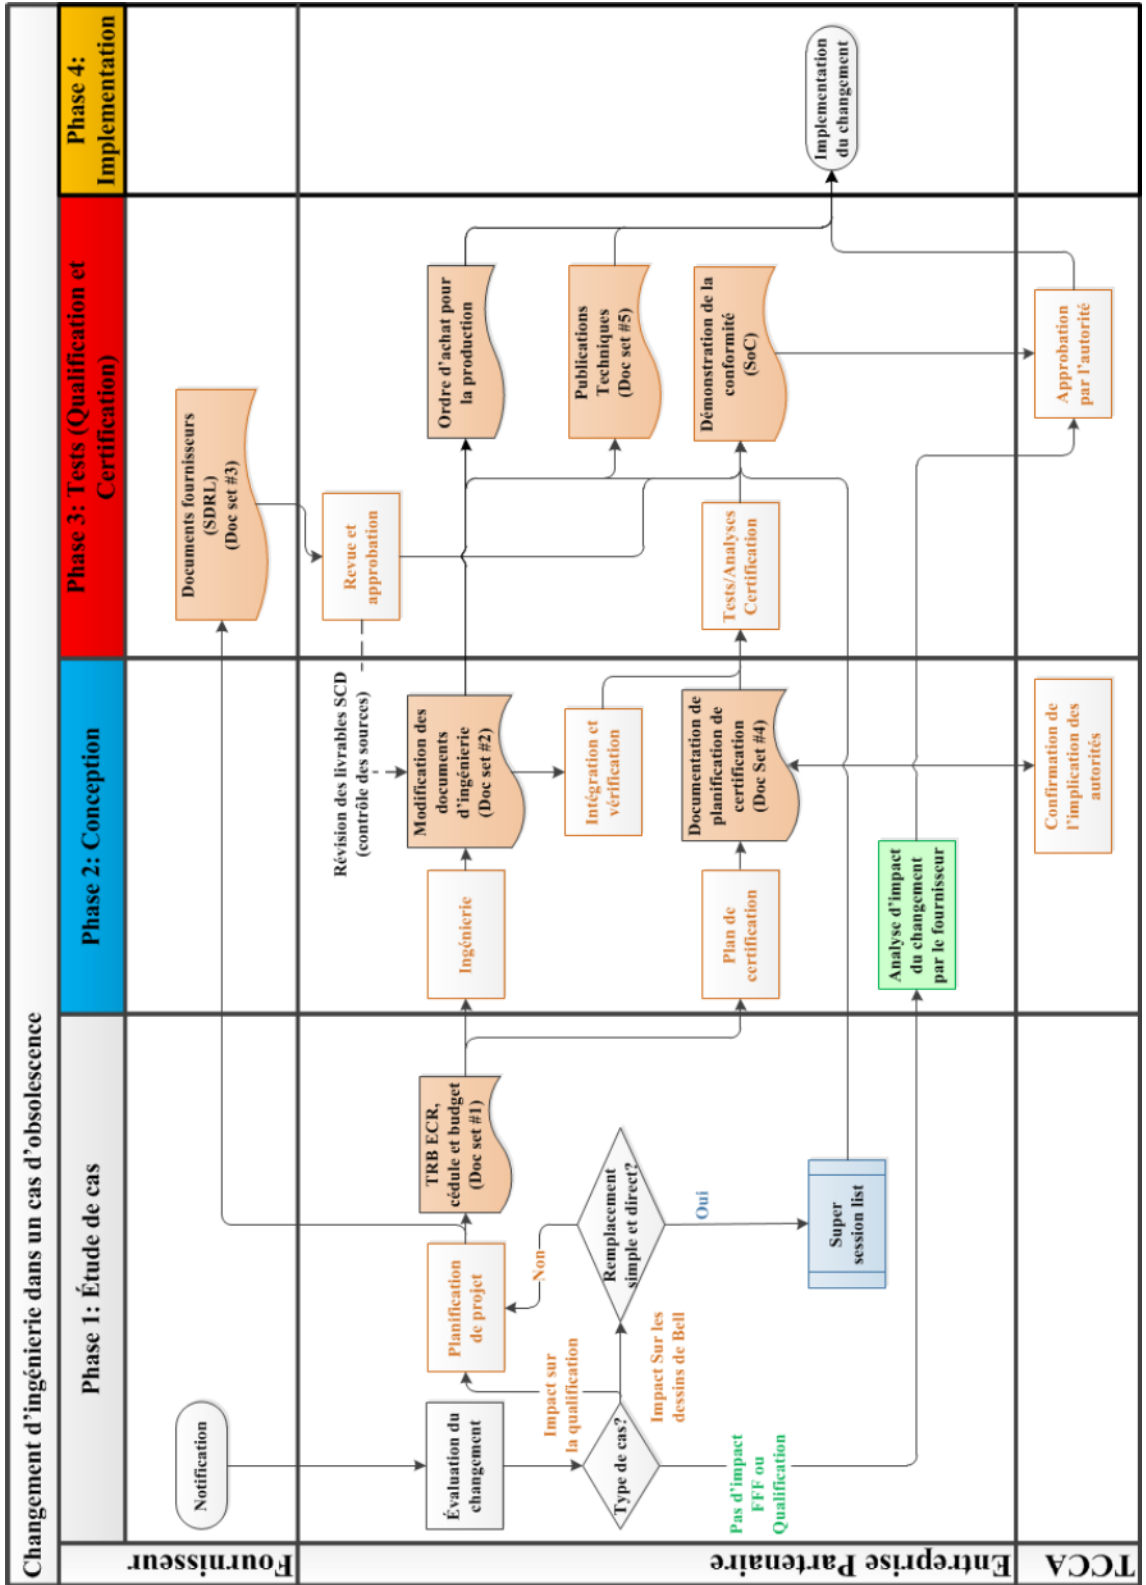 Changement d'ingénierie dans un cas d'obsolescence
Phase 1: Étude de cas
Phase 2: Conception
Phase 3: Tests (Qualification et
Certification)
Phase 4:
Implementation
Fournisseur
Notification
Documents fournisseurs
(SDRL)
(Doc set #3)
Entreprise Partenaire
Évaluation du
changement
Type de cas?
Impact sur
la qualification
Impact Sur les
dessins de Bell
Pas d'impact
FFF ou
Qualification
Planification
de projet
Non
Remplacement
simple et direct?
Oui
Super
session list
TRB ECR,
cédule et budget
(Doc set #1)
Ingénierie
Plan de
certification
Analyse d'impact
du changement
par le fournisseur
Révision des livrables SCD
(contrôle des sources)
Modification des
documents
d'ingénierie
(Doc set #2)
Intégration et
vérification
Documentation de
planification de
certification
(Doc Set #4)
Revue et
approbation
Tests/Analyses
Certification
Ordre d'achat pour
la production
Publications
Techniques
(Doc set #5)
Démonstration de la
conformité
(SoC)
Implementation
du changement
TCCA
Confirmation de
l'implication des
autorités
Approbation
par l'autorité